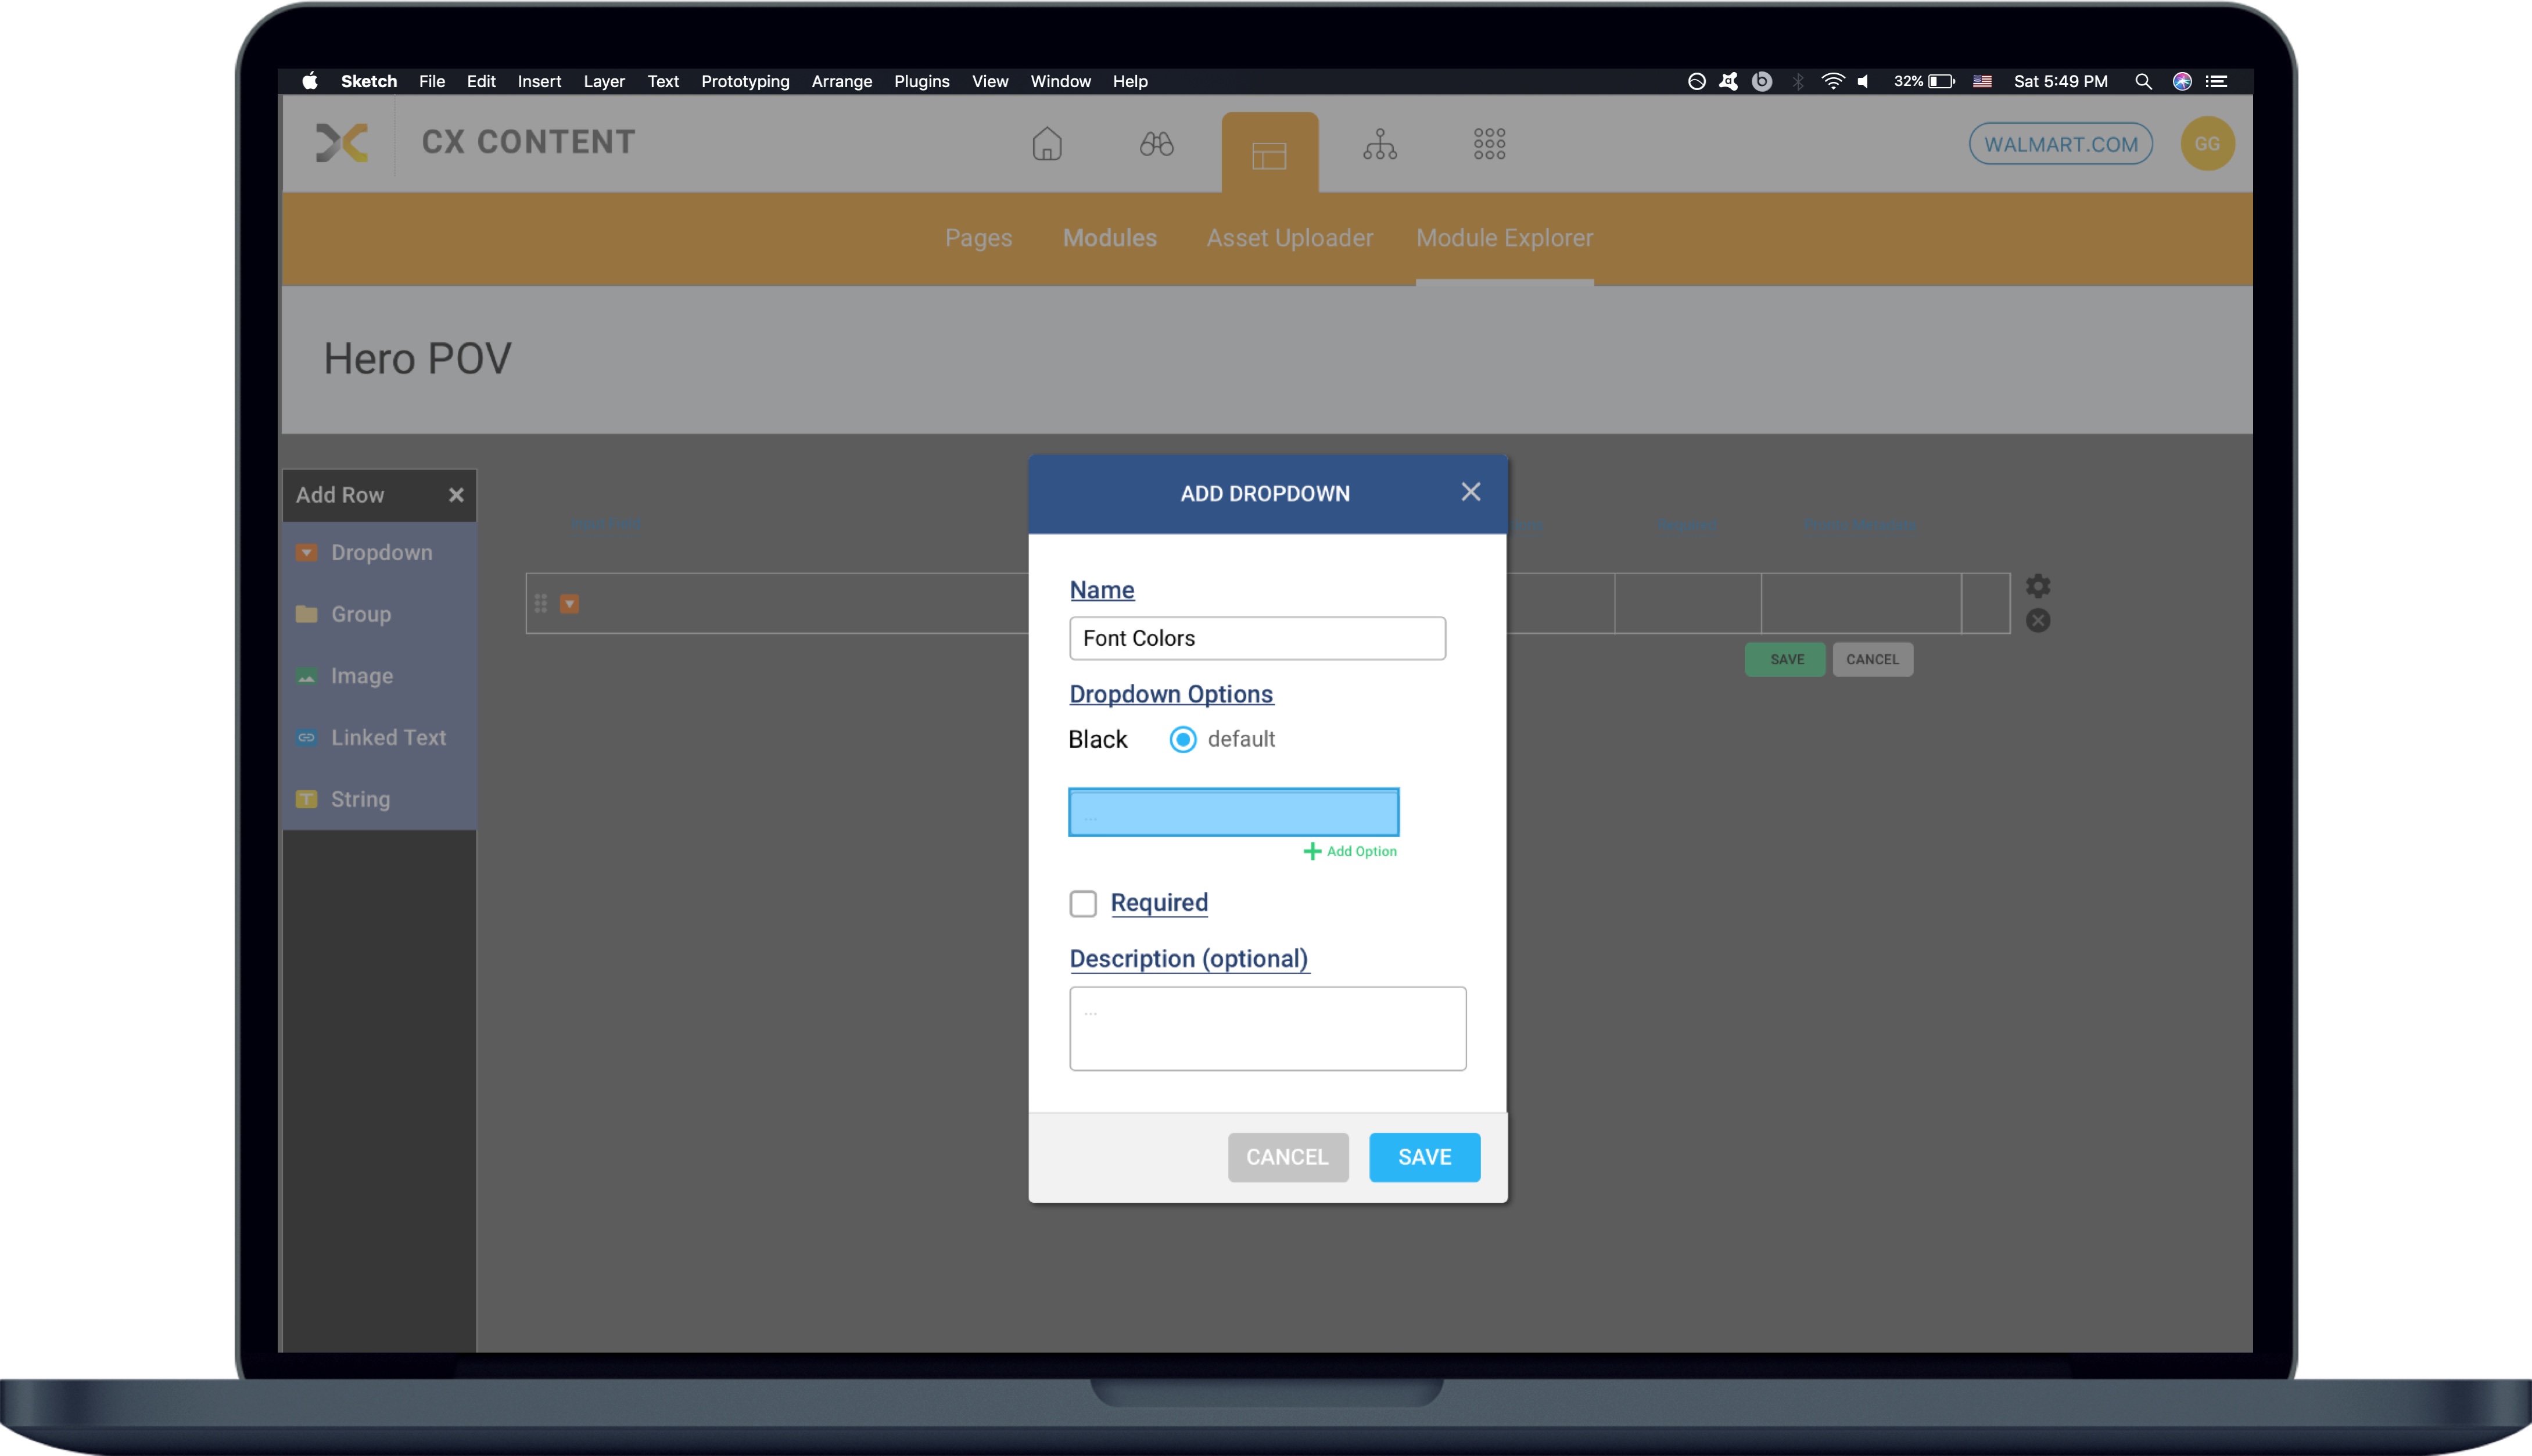 Sketch File Edit Insert Layer Text Prototyping Arrange Plugins View Window Help 32% Sat 5:49 PM
CX CONTENT
WALMART.COM GG
Pages Modules Asset Uploader Module Explorer
Hero POV
Add Row
Dropdown
Group
Image
Linked Text
String
SAVE CANCEL
ADD DROPDOWN
Name
Font Colors
Dropdown Options
Black default
...
Add Option
Required
Description (optional)
...
CANCEL SAVE